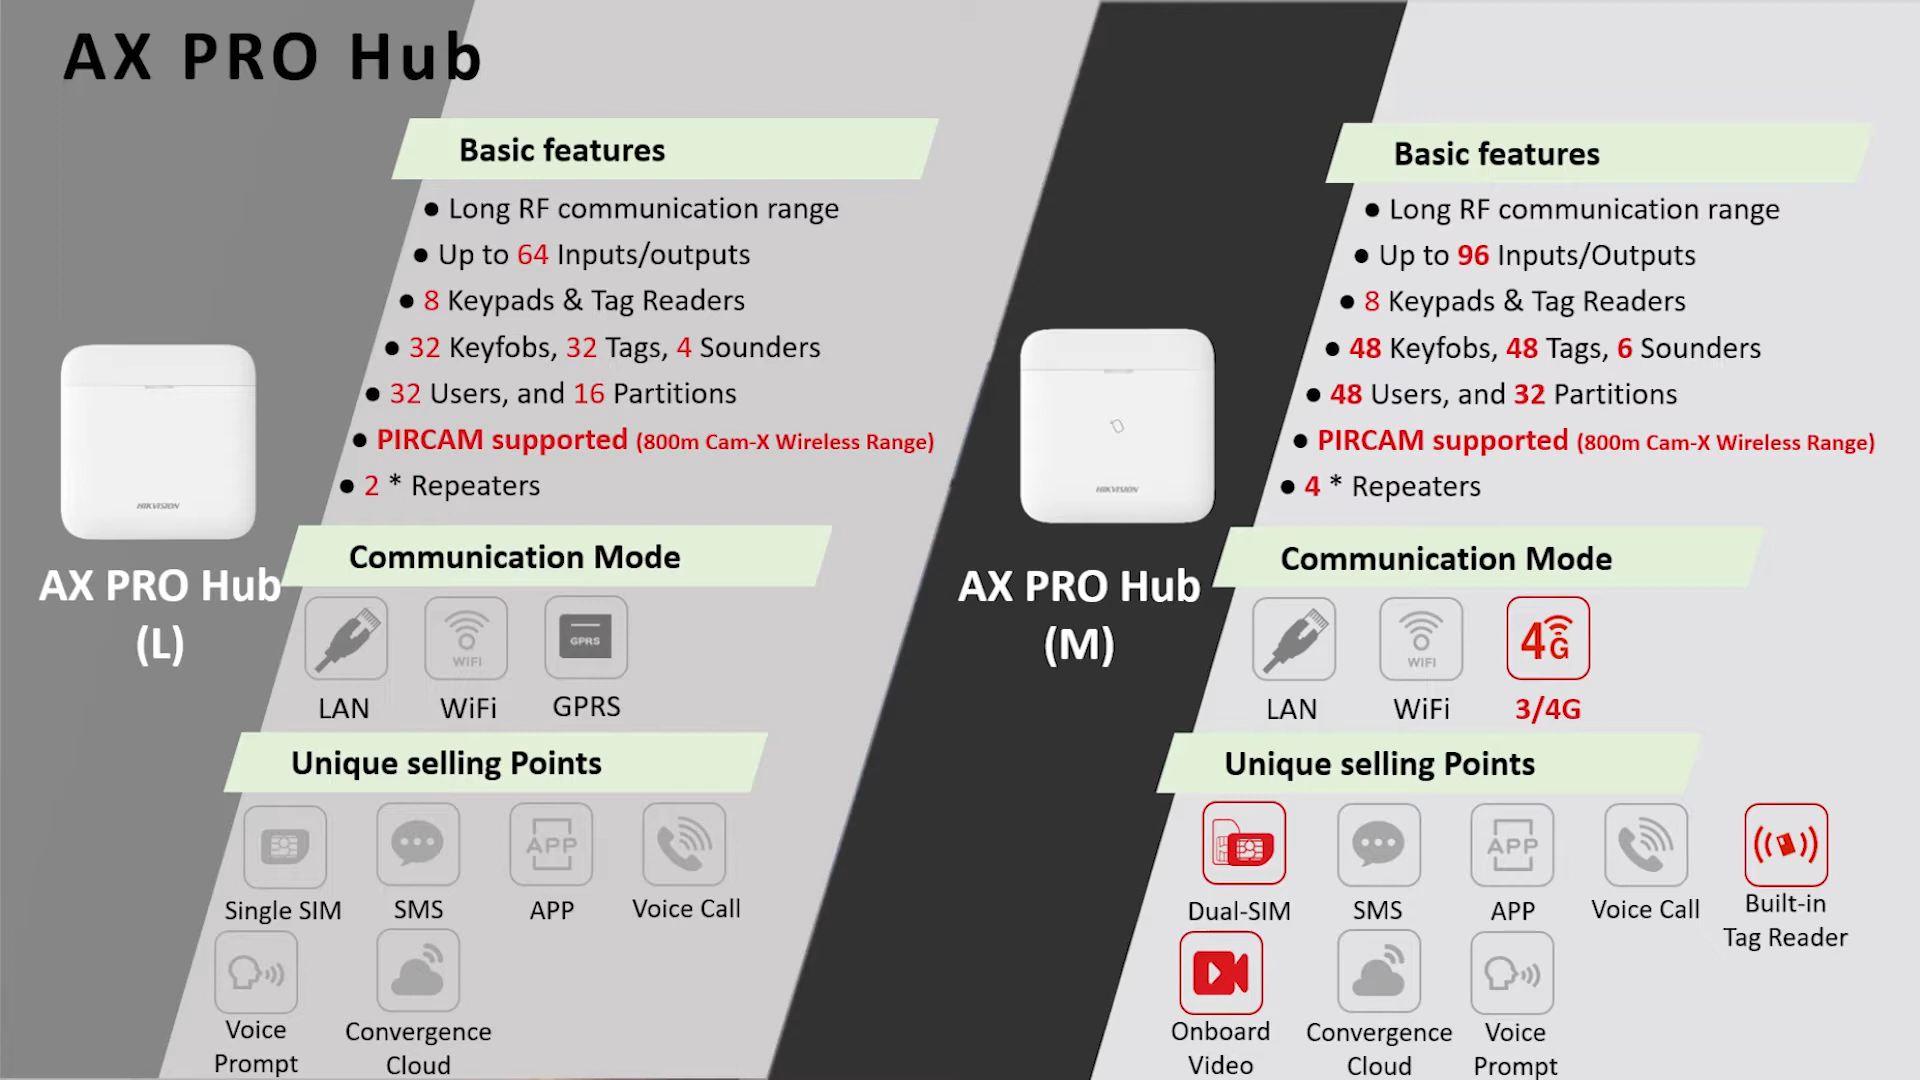 AX PRO Hub
Basic features
● Long RF communication range
● Up to 64 Inputs/outputs
● 8 Keypads & Tag Readers
● 32 Keyfobs, 32 Tags, 4 Sounders
● 32 Users, and 16 Partitions
● PIRCAM supported (800m Cam-X Wireless Range)
● 2 * Repeaters
HIKVISION
AX PRO Hub
(L)
Communication Mode
WIFI
GPRS
LAN
WiFi
GPRS
Unique selling Points
APP
Single SIM
SMS
APP
Voice Call
Voice
Prompt
Convergence
Cloud
Basic features
● Long RF communication range
● Up to 96 Inputs/Outputs
● 8 Keypads & Tag Readers
● 48 Keyfobs, 48 Tags, 6 Sounders
● 48 Users, and 32 Partitions
● PIRCAM supported (800m Cam-X Wireless Range)
● 4 * Repeaters
HIKVISION
AX PRO Hub
(M)
Communication Mode
WIFI
4G
LAN
WiFi
3/4G
Unique selling Points
APP
Dual-SIM
SMS
APP
Voice Call
Built-in
Tag Reader
Onboard
Video
Convergence
Cloud
Voice
Prompt